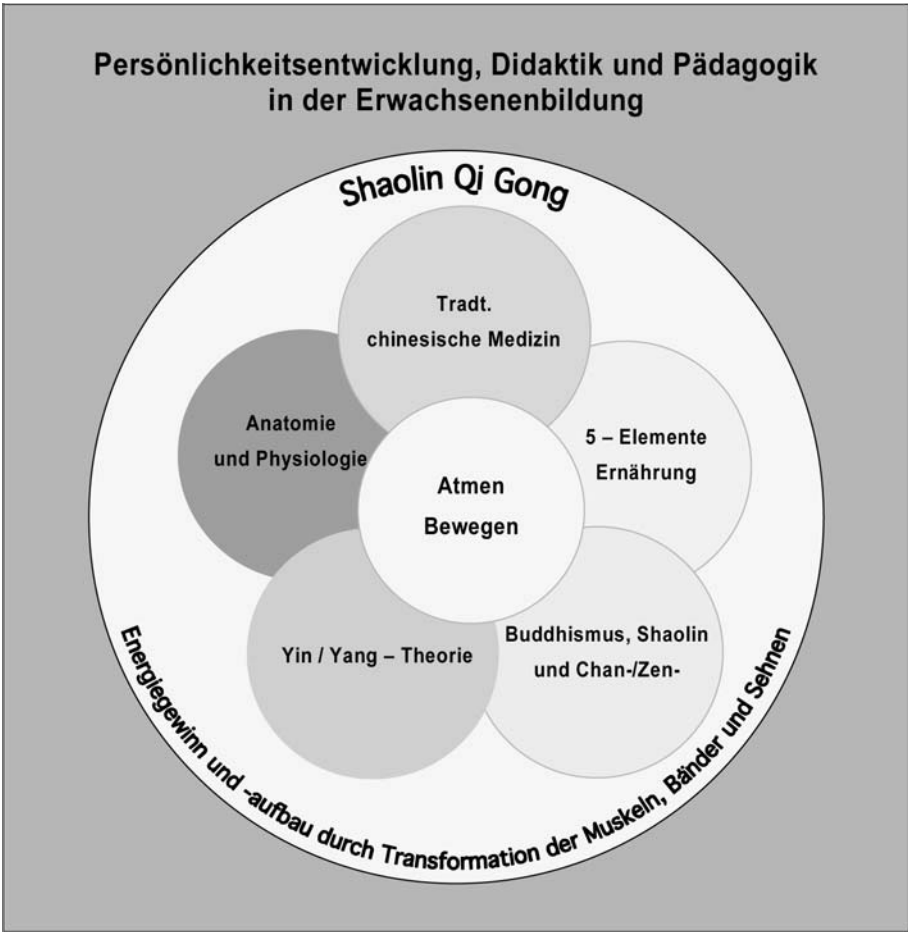 Persönlichkeitsentwicklung, Didaktik und Pädagogik
in der Erwachsenenbildung
Shaolin Qi Gong
Tradt.
chinesische Medizin
Anatomie
und Physiologie
5 – Elemente
Ernährung
Atmen
Bewegen
Yin / Yang – Theorie
Buddhismus, Shaolin
und Chan-/Zen-
Energiegewinn und -aufbau durch Transformation der Muskeln, Bänder und Sehnen